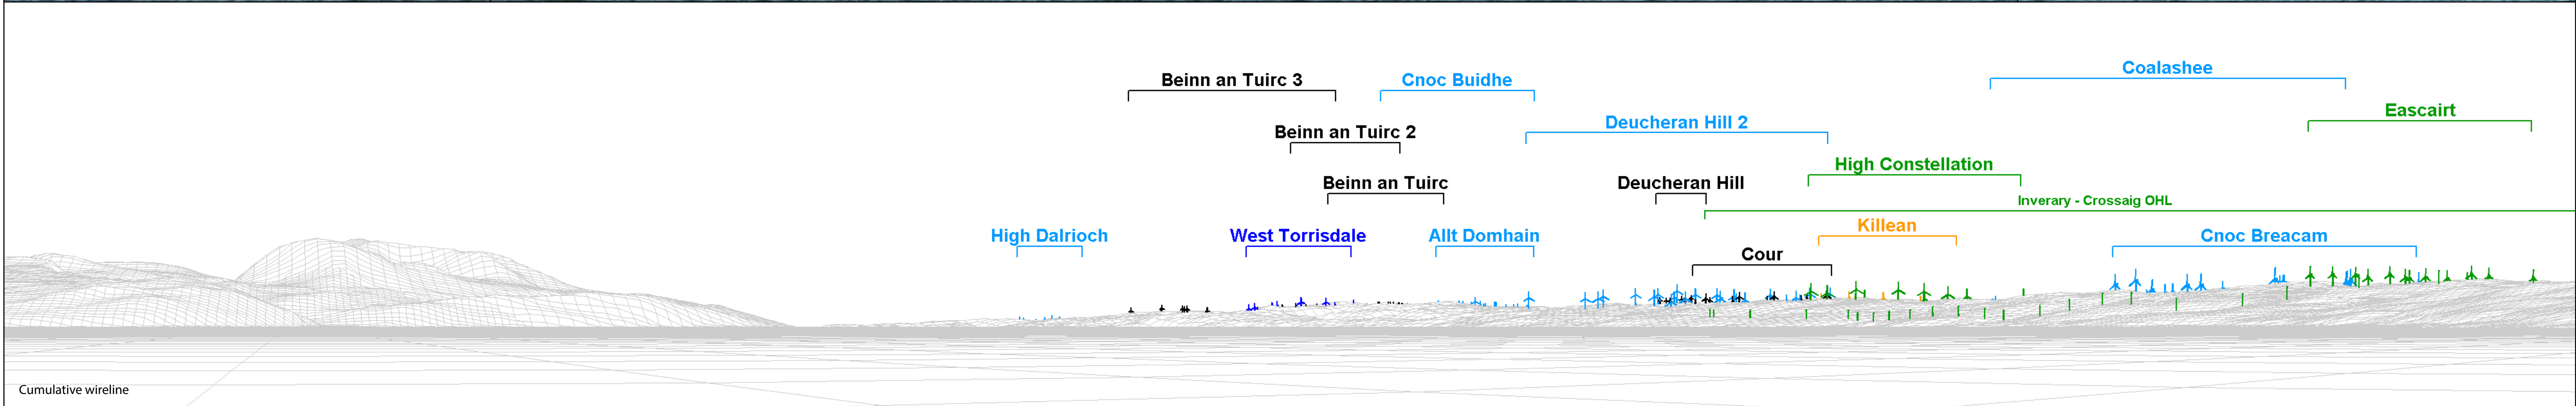 Coalashee
Beinn an Tuirc 3
Cnoc Buidhe
Eascairt
Deucheran Hill 2
Beinn an Tuirc 2
High Constellation
Beinn an Tuirc
Deucheran Hill
Inverary - Crossaig OHL
Killean
High Dalrioch
West Torrisdale
Allt Domhain
Cnoc Breacam
Cour
Cumulative wireline